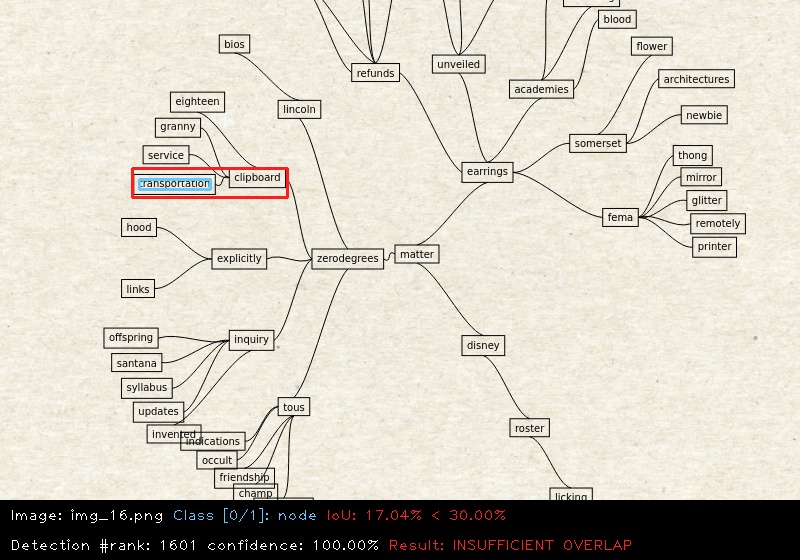 blood
bios
flower
unveiled
refunds
architectures
academies
eighteen
lincoln
newbie
granny
somerset
service
thong
earrings
clipboard
mirror
transportation
glitter
fema
remotely
hood
printer
matter
explicitly
zerodegrees
links
offspring
inquiry
disney
santana
syllabus
tous
updates
roster
invented
indications
occult
friendship
champ
licking
Image: img_16.png Class [0/1]: node IoU: 17.04% < 30.00%
Detection #rank: 1601 confidence: 100.00% Result: INSUFFICIENT OVERLAP